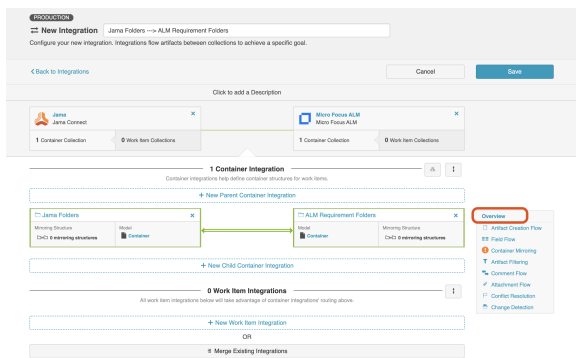 PRODUCTION
New Integration Jama Folders ---> ALM Requirement Folders
Configure your new integration. Integrations flow artifacts between collections to achieve a specific goal.
Back to Integrations
Cancel
Save
Click to add a Description
Jama
Jama Connect
1 Container Collection
0 Work Item Collections
Micro Focus ALM
Micro Focus ALM
1 Container Collection
0 Work Item Collections
1 Container Integration
Container integrations help define container structures for work items.
+ New Parent Container Integration
Jama Folders
Mirroring Structure
0 mirroring structures
Model
Container
ALM Requirement Folders
Model
Container
Mirroring Structure
0 mirroring structures
+ New Child Container Integration
0 Work Item Integrations
All work item integrations below will take advantage of container integrations' routing above.
+ New Work Item Integration
OR
Merge Existing Integrations
Overview
Artifact Creation Flow
Field Flow
Container Mirroring
Artifact Filtering
Comment Flow
Attachment Flow
Conflict Resolution
Change Detection